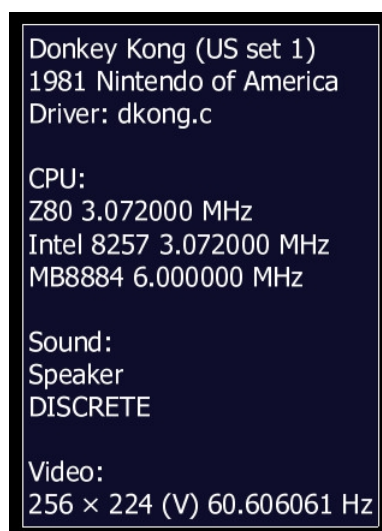 Donkey Kong (US set 1)
1981 Nintendo of America
Driver: dkong.c
CPU:
Z80 3.072000 MHz
Intel 8257 3.072000 MHz
MB8884 6.000000 MHz
Sound:
Speaker
DISCRETE
Video:
256 × 224 (V) 60.606061 Hz